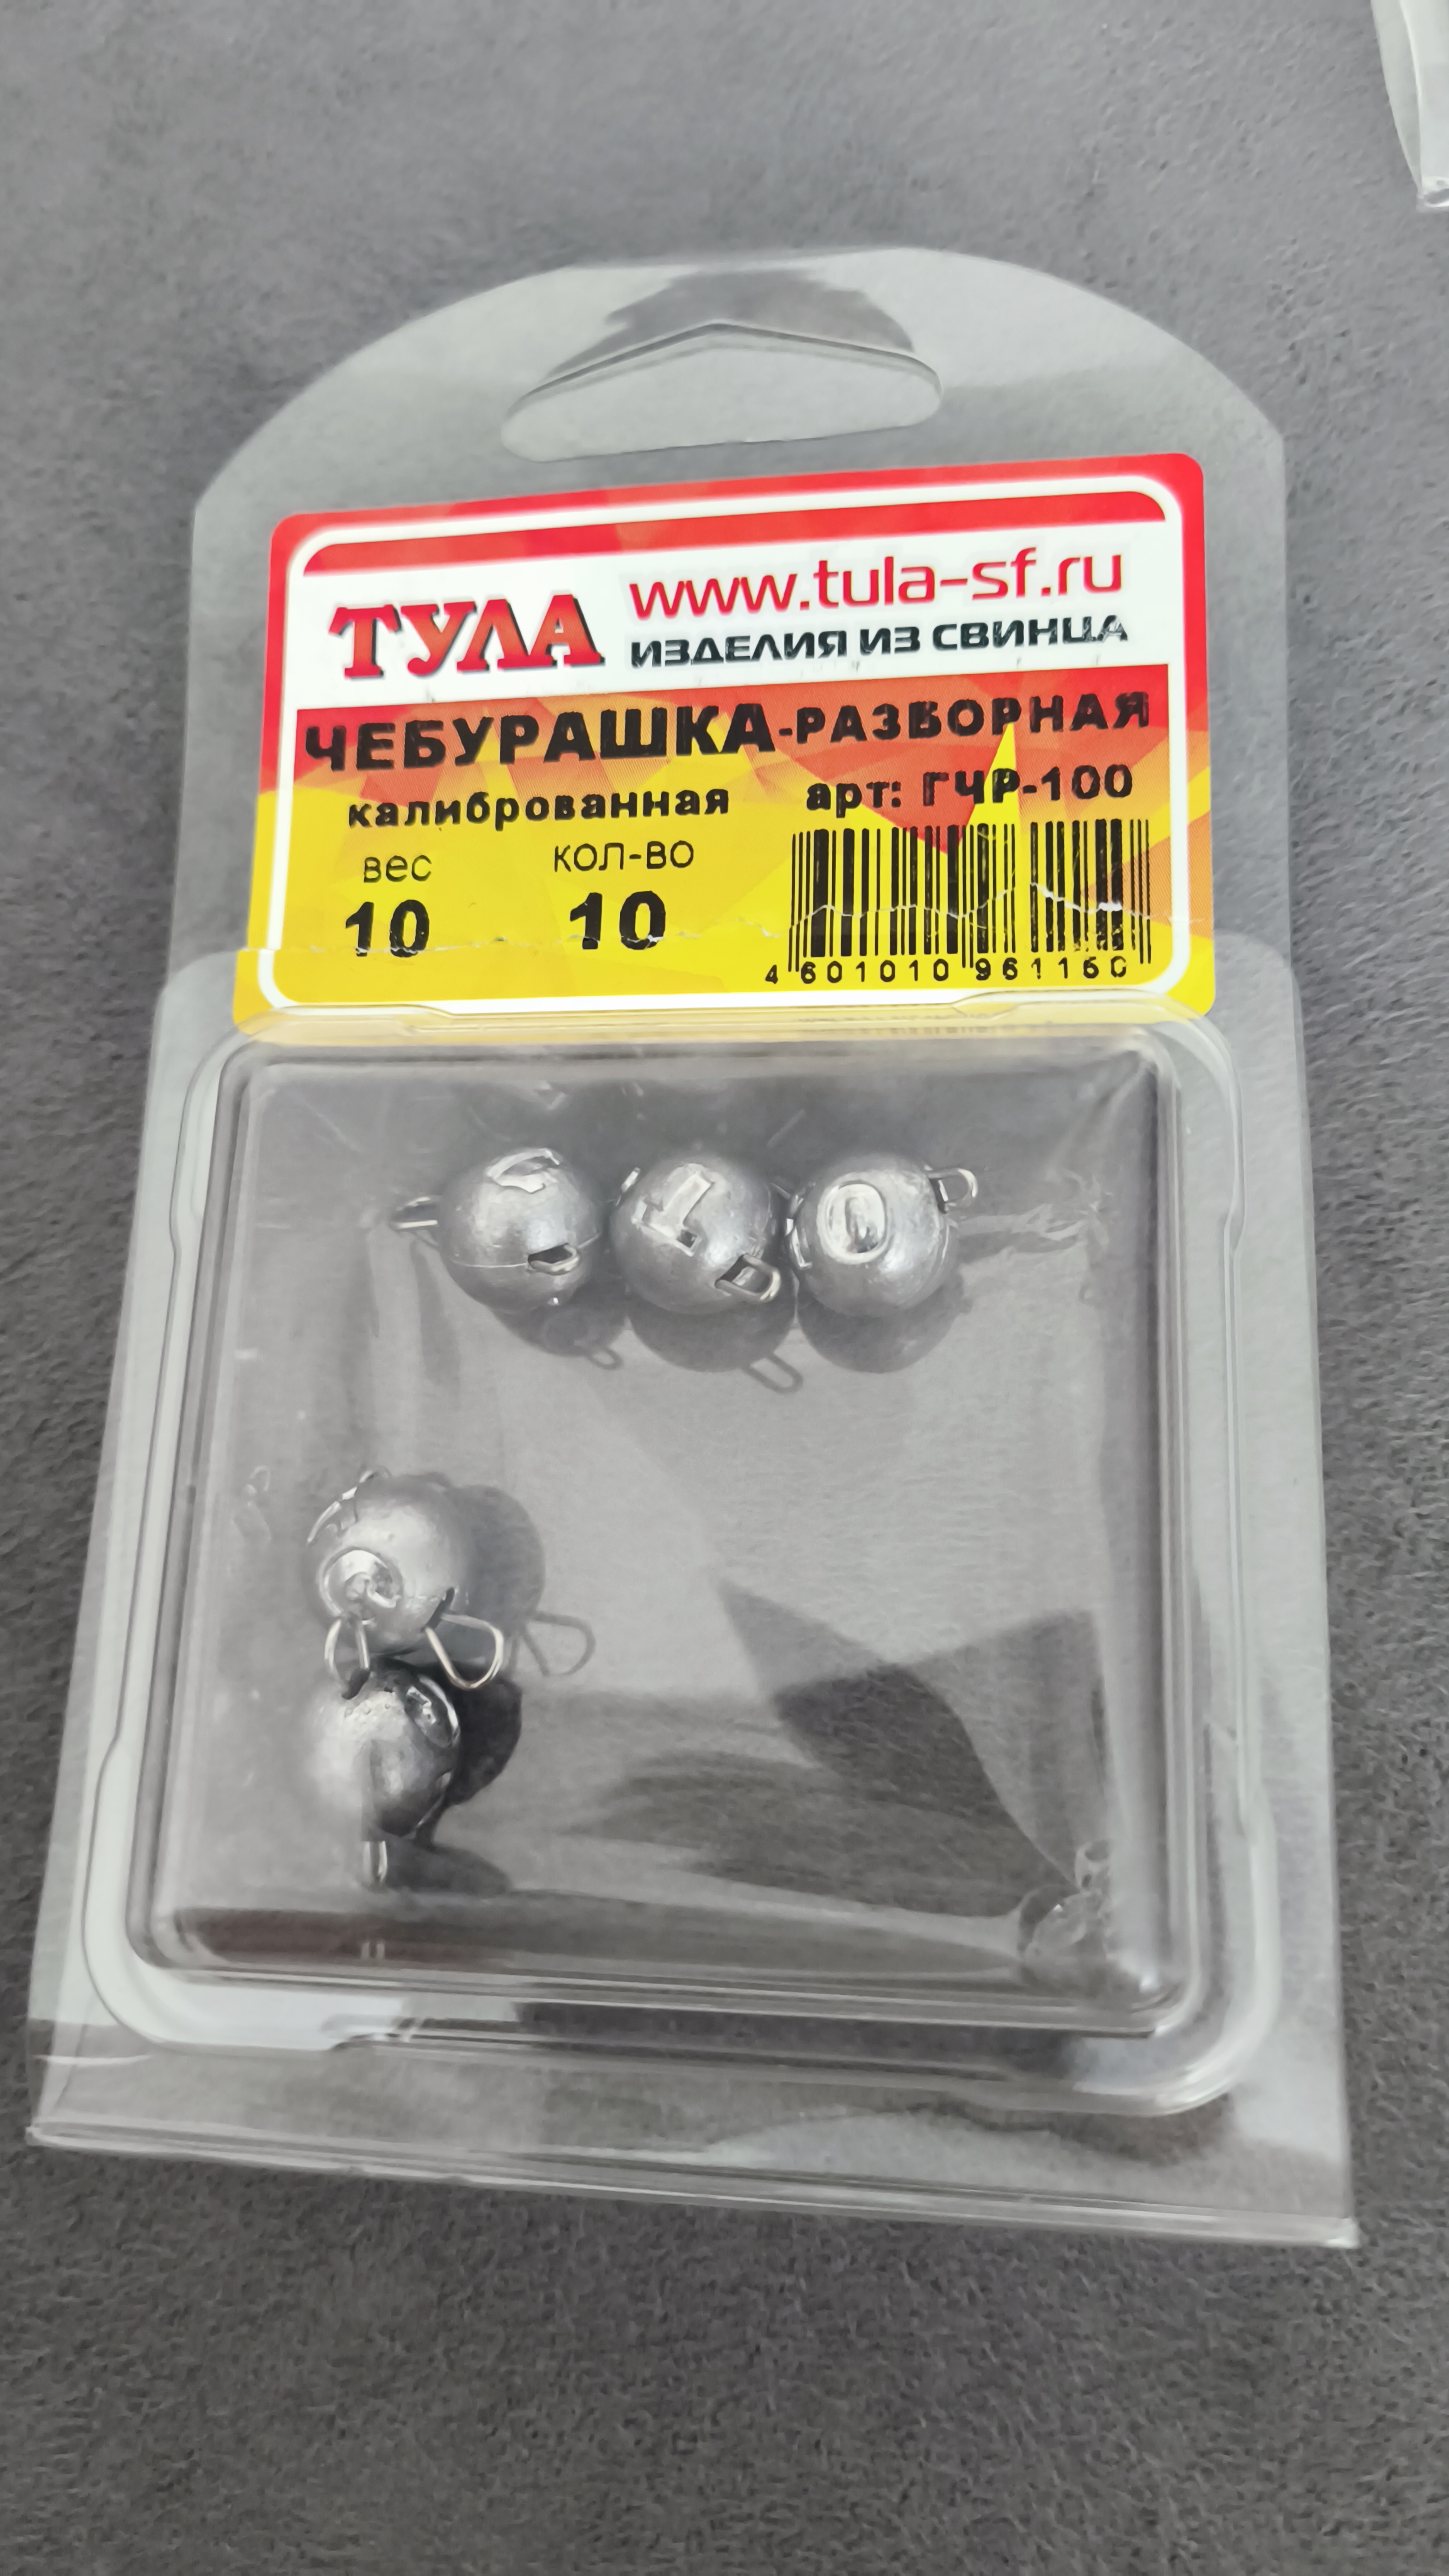 ТУЛА www.tula-sf.ru
ИЗДЕЛИЯ ИЗ СВИНЦА
ЧЕБУРАШКА-РАЗБОРНАЯ
калиброванная арт: ГЧР-100
вес кол-во
10 10
4 601010 961160
10